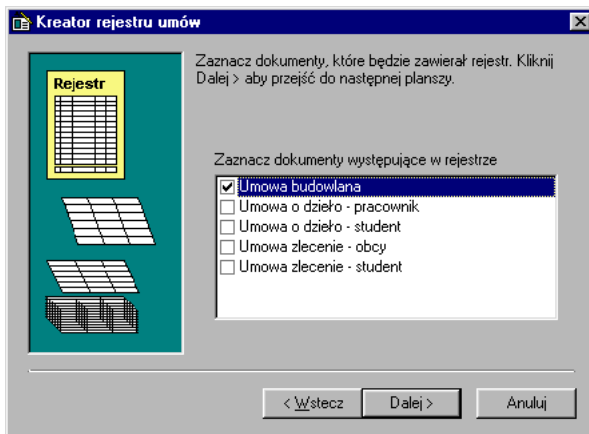 Kreator rejestru umów
Zaznacz dokumenty, które będzie zawierał rejestr. Kliknij
Dalej > aby przejść do następnej planszy.
Rejestr
Zaznacz dokumenty występujące w rejestrze
Umowa budowlana
Umowa o dzieło - pracownik
Umowa o dzieło - student
Umowa zlecenie - obcy
Umowa zlecenie - student
< Wstecz
Dalej >
Anuluj